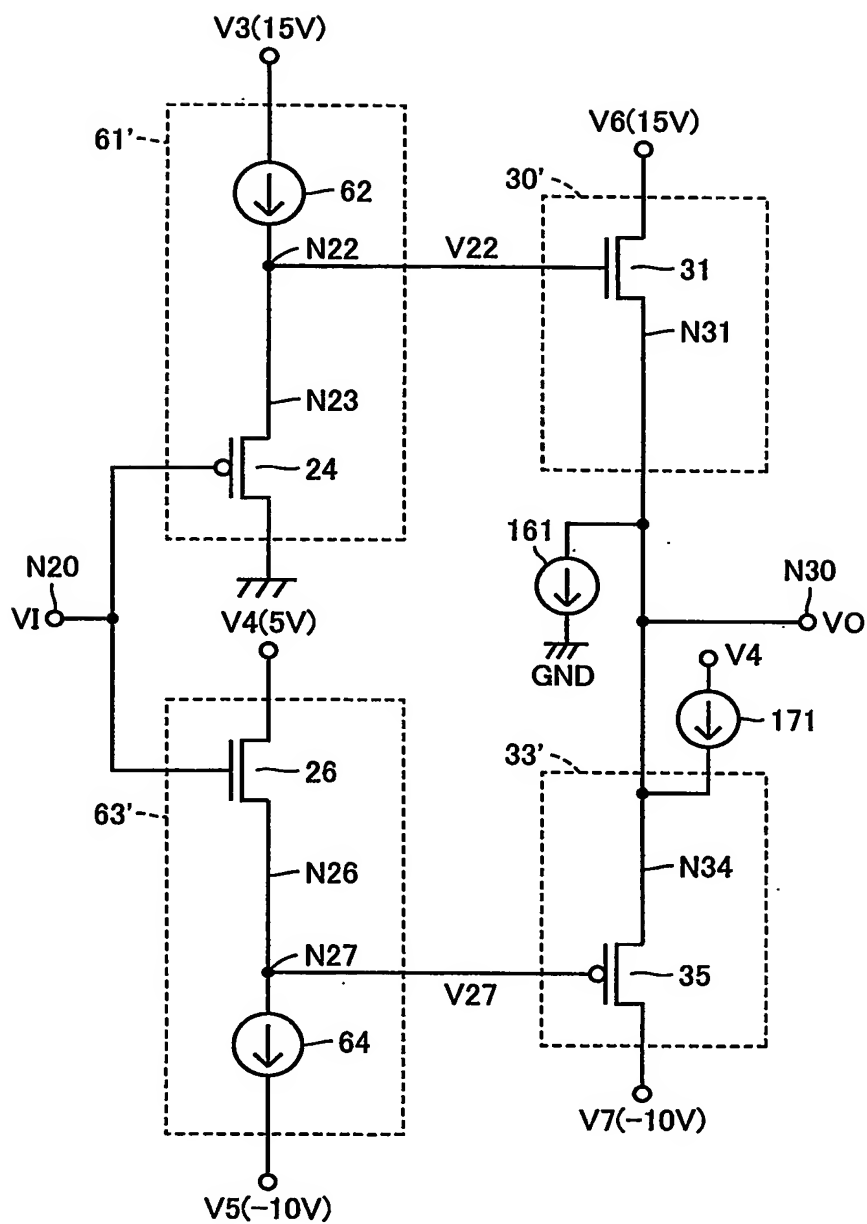 V3(15V)
61'
62
N22
V22
N23
24
V6(15V)
30'
31
N31
161
GND
N20
VI
N30
VO
V4(5V)
V4
171
26
63'
33'
N26
N34
N27
V27
35
64
V7(-10V)
V5(-10V)